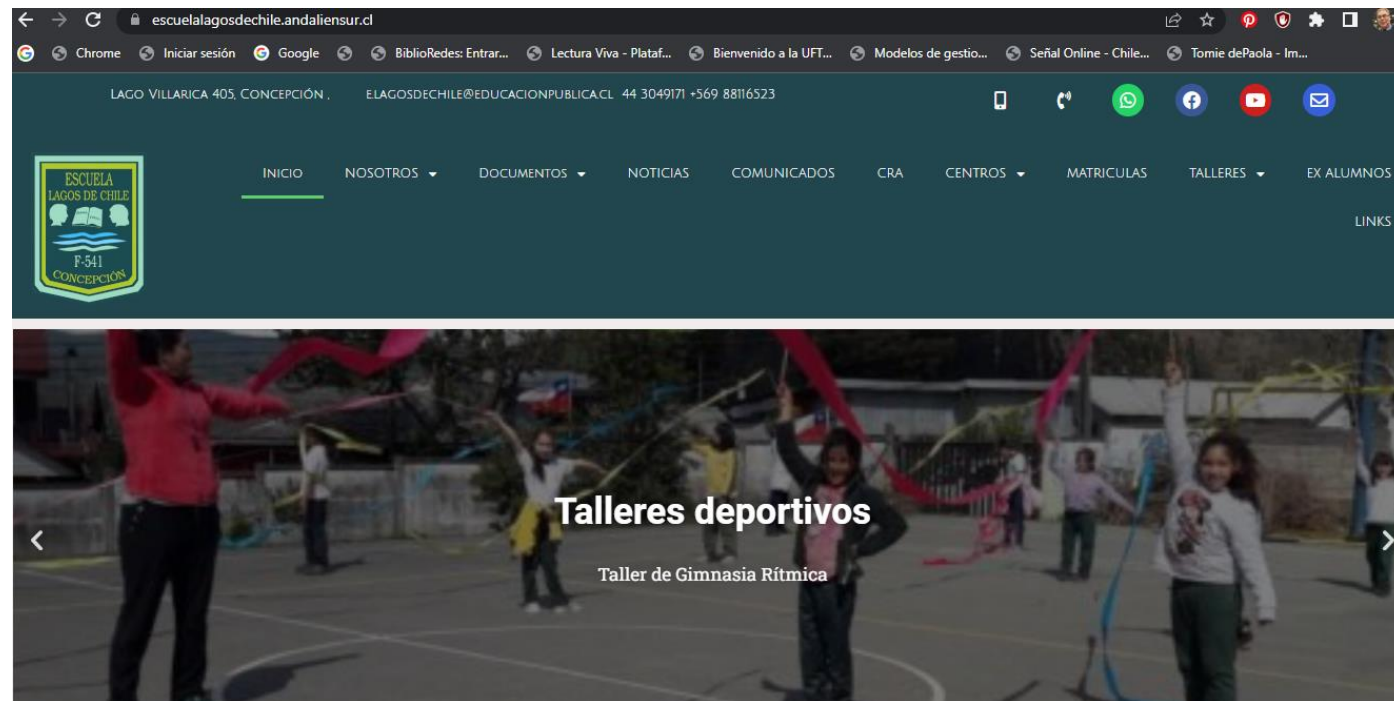 escuelalagosdechile.andaliensur.cl
Chrome Iniciar sesión Google BiblioRedes: Entrar... Lectura Viva - Plataf... Bienvenido a la UFT... Modelos de gestio... Señal Online - Chile... Tomie dePaola - Im...
LAGO VILLARICA 405, CONCEPCIÓN , ELAGOSDECHILE@EDUCACIONPUBLICA.CL 44 3049171 +569 88116523
ESCUELA
LAGOS DE CHILE
F-541
CONCEPCIÓN
INICIO NOSOTROS DOCUMENTOS NOTICIAS COMUNICADOS CRA CENTROS MATRICULAS TALLERES EX ALUMNOS
LINKS
Talleres deportivos
Taller de Gimnasia Rítmica